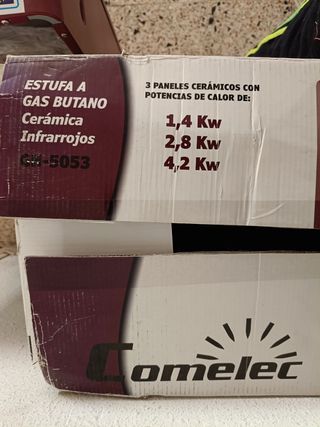 ESTUFA A
GAS BUTANO
Cerámica
Infrarrojos
GH-5053
3 PANELES CERÁMICOS CON
POTENCIAS DE CALOR DE:
1,4 Kw
2,8 Kw
4,2 Kw
Comelec